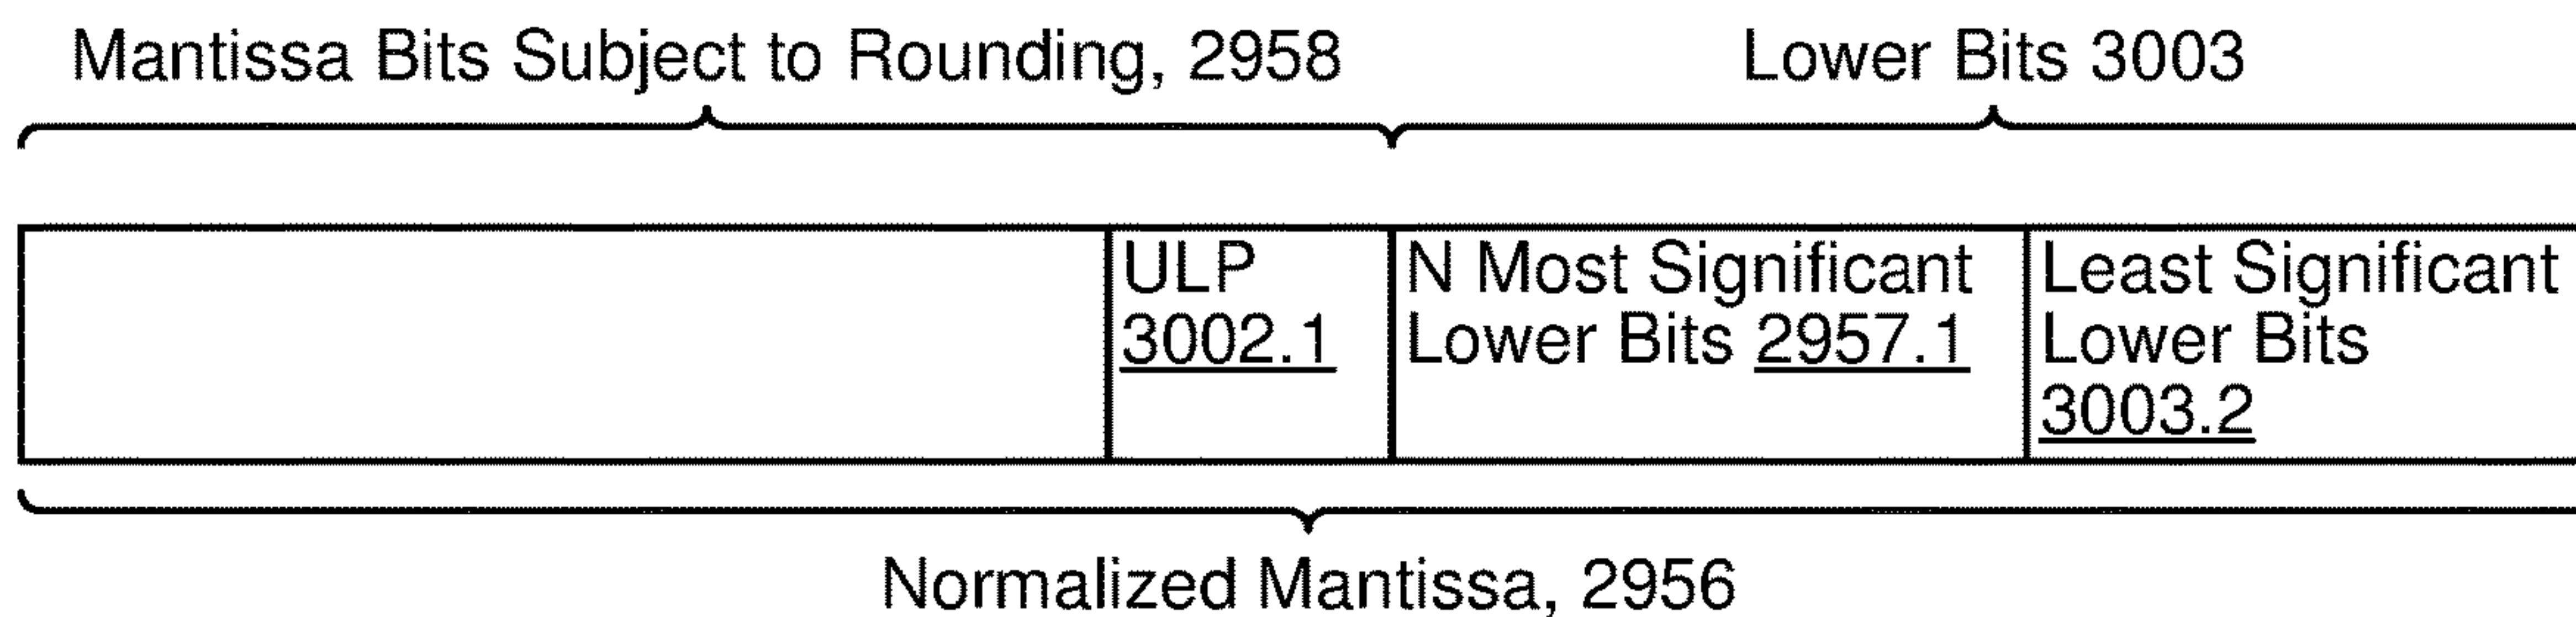 Mantissa Bits Subject to Rounding, 2958
Lower Bits 3003
ULP
3002.1
N Most Significant
Lower Bits 2957.1
Least Significant
Lower Bits
3003.2
Normalized Mantissa, 2956